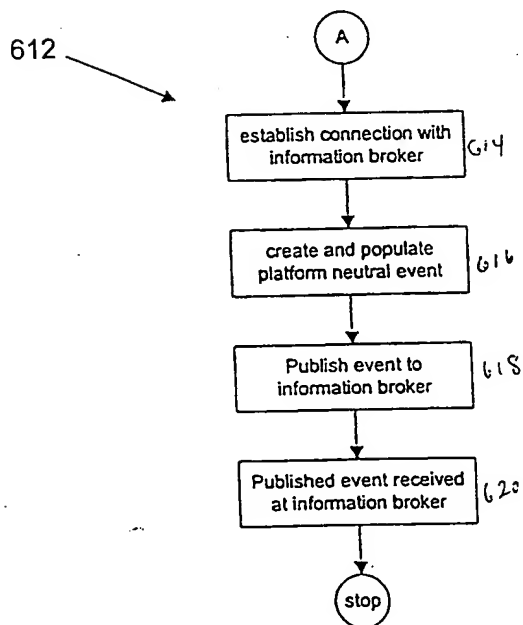 A
612
establish connection with
information broker
614
create and populate
platform neutral event
616
Publish event to
information broker
618
Published event received
at information broker
620
stop